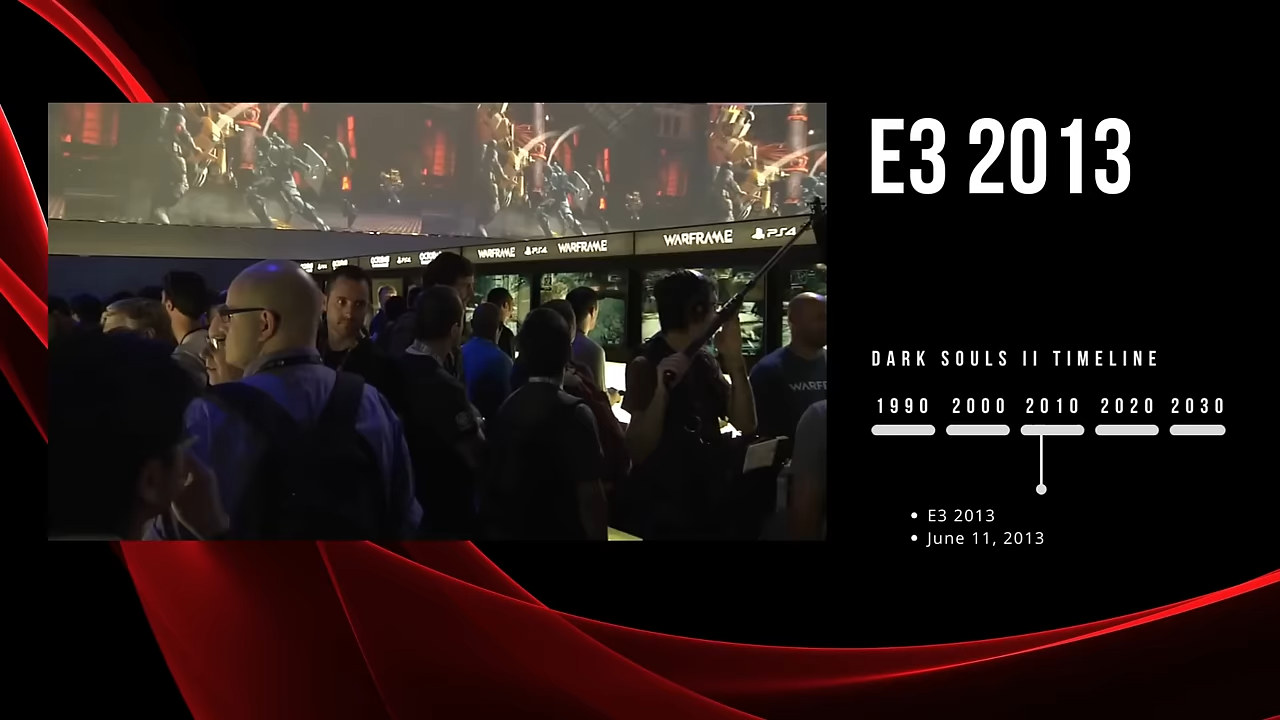 E3 2013
WARFRAME PS4 WARFRAME
WARFRAME PS4
WARF
DARK SOULS II TIMELINE
1990 2000 2010 2020 2030
• E3 2013
• June 11, 2013